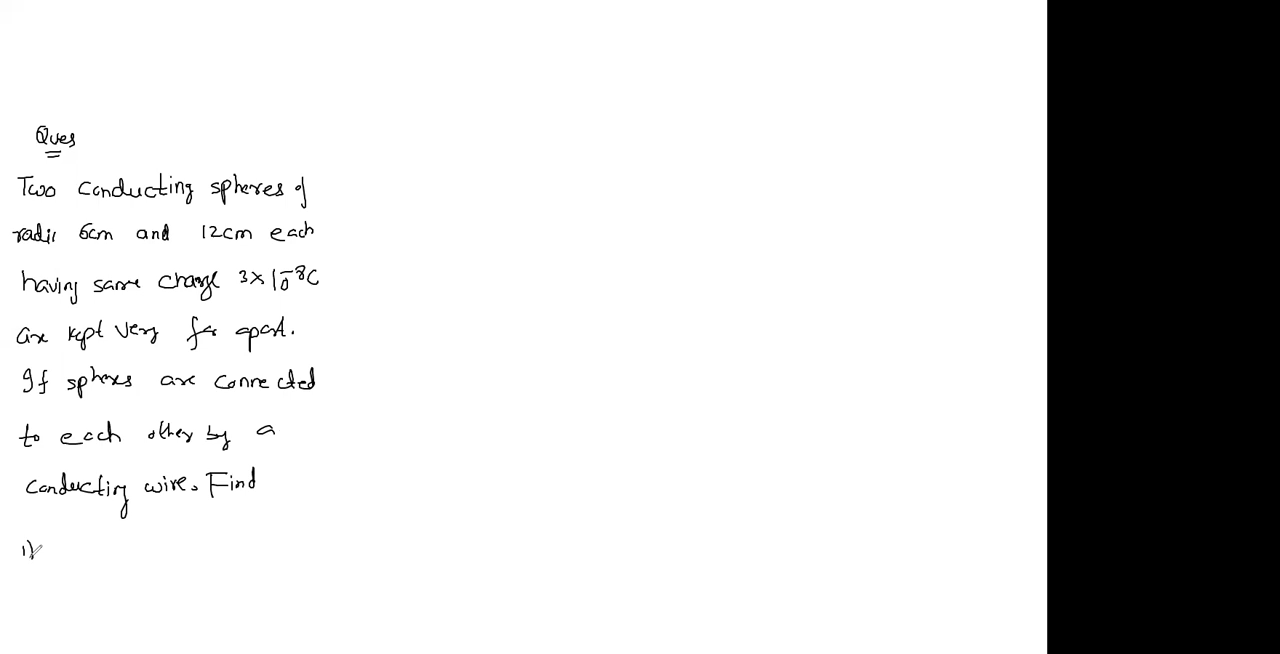 Ques
Two conducting spheres of
radii 6cm and 12cm each
having same charge 3×10⁻⁸C
are kept very far apart.
If spheres are connected
to each other by a
conducting wire. Find
1)